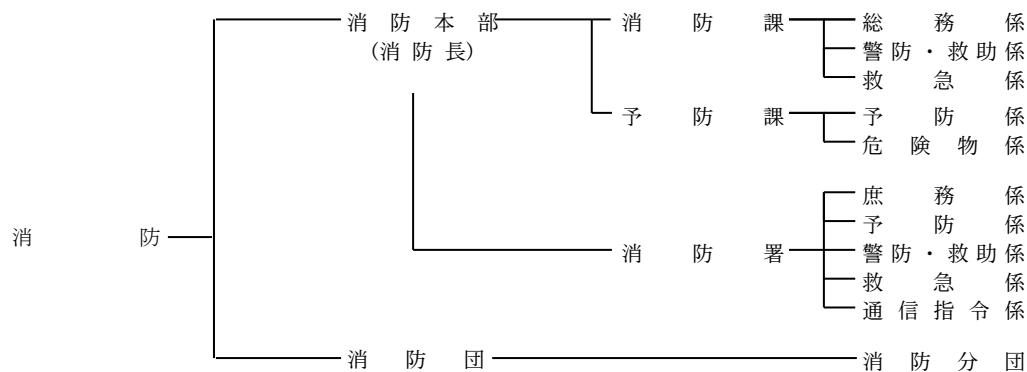 消防本部 消防課 総務係
(消防長) 警防・救助係
救急係
予防課 予防係
危険物係
庶務係
予防係
消防 消防署 警防・救助係
救急係
通信指令係
消防団 消防分団